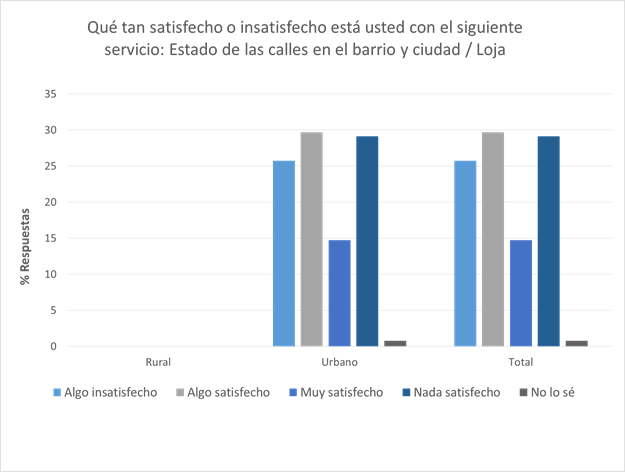 Qué tan satisfecho o insatisfecho está usted con el siguiente
servicio: Estado de las calles en el barrio y ciudad / Loja
35
30
25
20
15
10
5
0
% Respuestas
Rural Urbano Total
Algo insatisfecho Algo satisfecho Muy satisfecho Nada satisfecho No lo sé